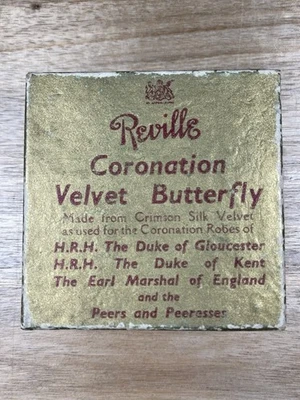 Reville
Coronation
Velvet Butterfly
Made from Crimson Silk Velvet
as used for the Coronation Robes of
H.R.H. The Duke of Gloucester
H.R.H. The Duke of Kent
The Earl Marshal of England
and the
Peers and Peeresses